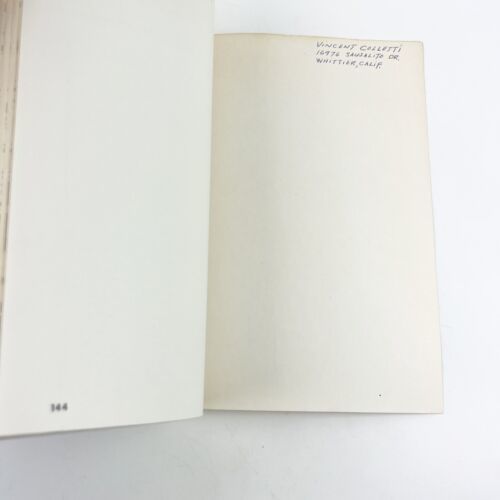 VINCENT COLLETTI
16976 SAUSALITO DR.
WHITTIER, CALIF.
144